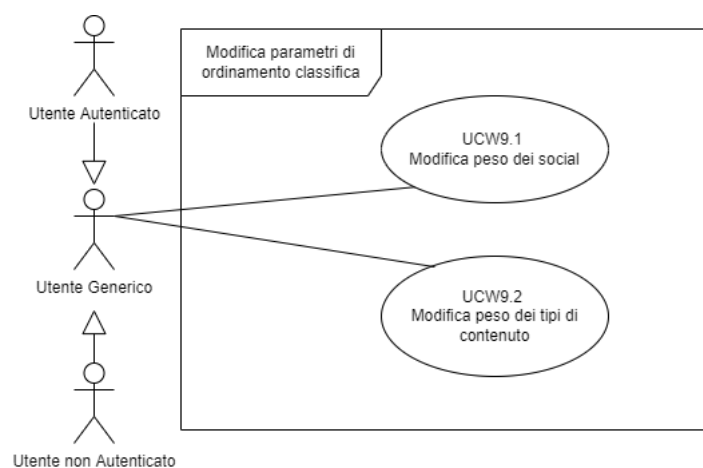 Modifica parametri di
ordinamento classifica
Utente Autenticato
UCW9.1
Modifica peso dei social
Utente Generico
UCW9.2
Modifica peso dei tipi di
contenuto
Utente non Autenticato